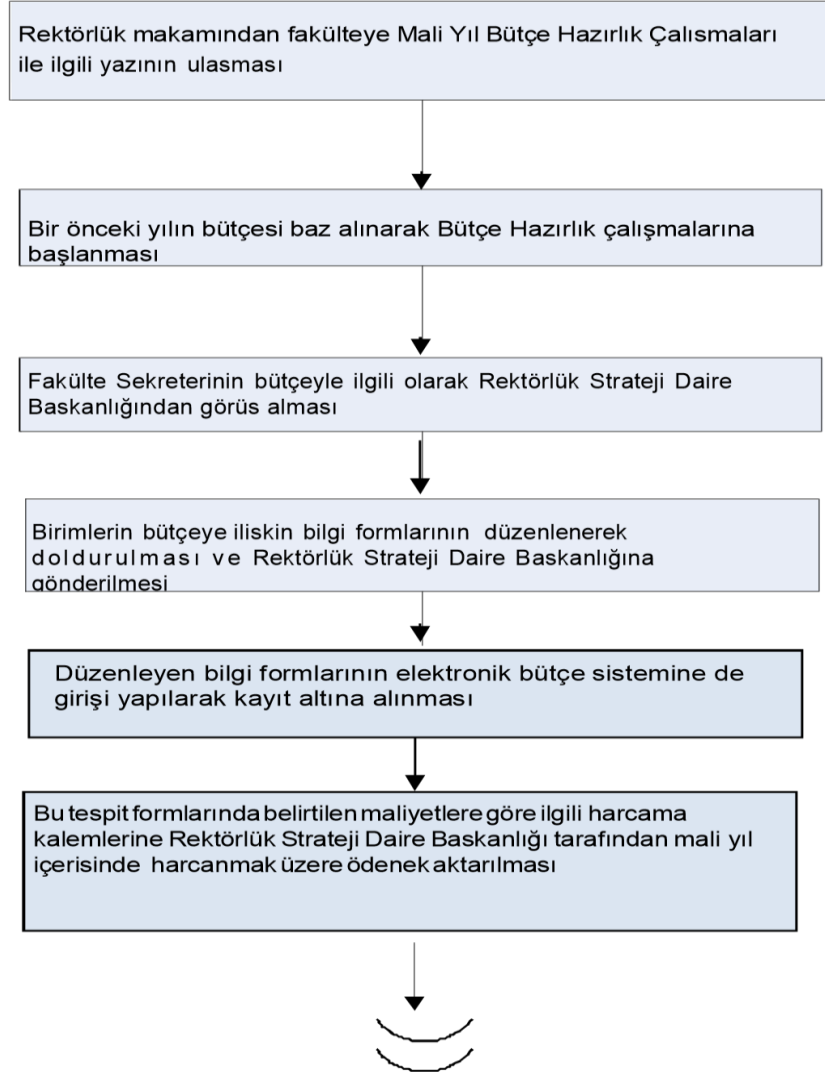 Rektörlük makamından fakülteye Mali Yıl Bütçe Hazırlık Çalısmaları
ile ilgili yazının ulasması
Bir önceki yılın bütçesi baz alınarak Bütçe Hazırlık çalışmalarına
başlanması
Fakülte Sekreterinin bütçeyle ilgili olarak Rektörlük Strateji Daire
Baskanlığından görüs alması
Birimlerin bütçeye iliskin bilgi formlarının düzenlenerek
doldurulması ve Rektörlük Strateji Daire Baskanlığına
gönderilmesi
Düzenleyen bilgi formlarının elektronik bütçe sistemine de
girişi yapılarak kayıt altına alınması
Bu tespit formlarında belirtilen maliyetlere göre ilgili harcama
kalemlerine Rektörlük Strateji Daire Baskanlığı tarafından mali yıl
içerisinde harcanmak üzere ödenek aktarılması